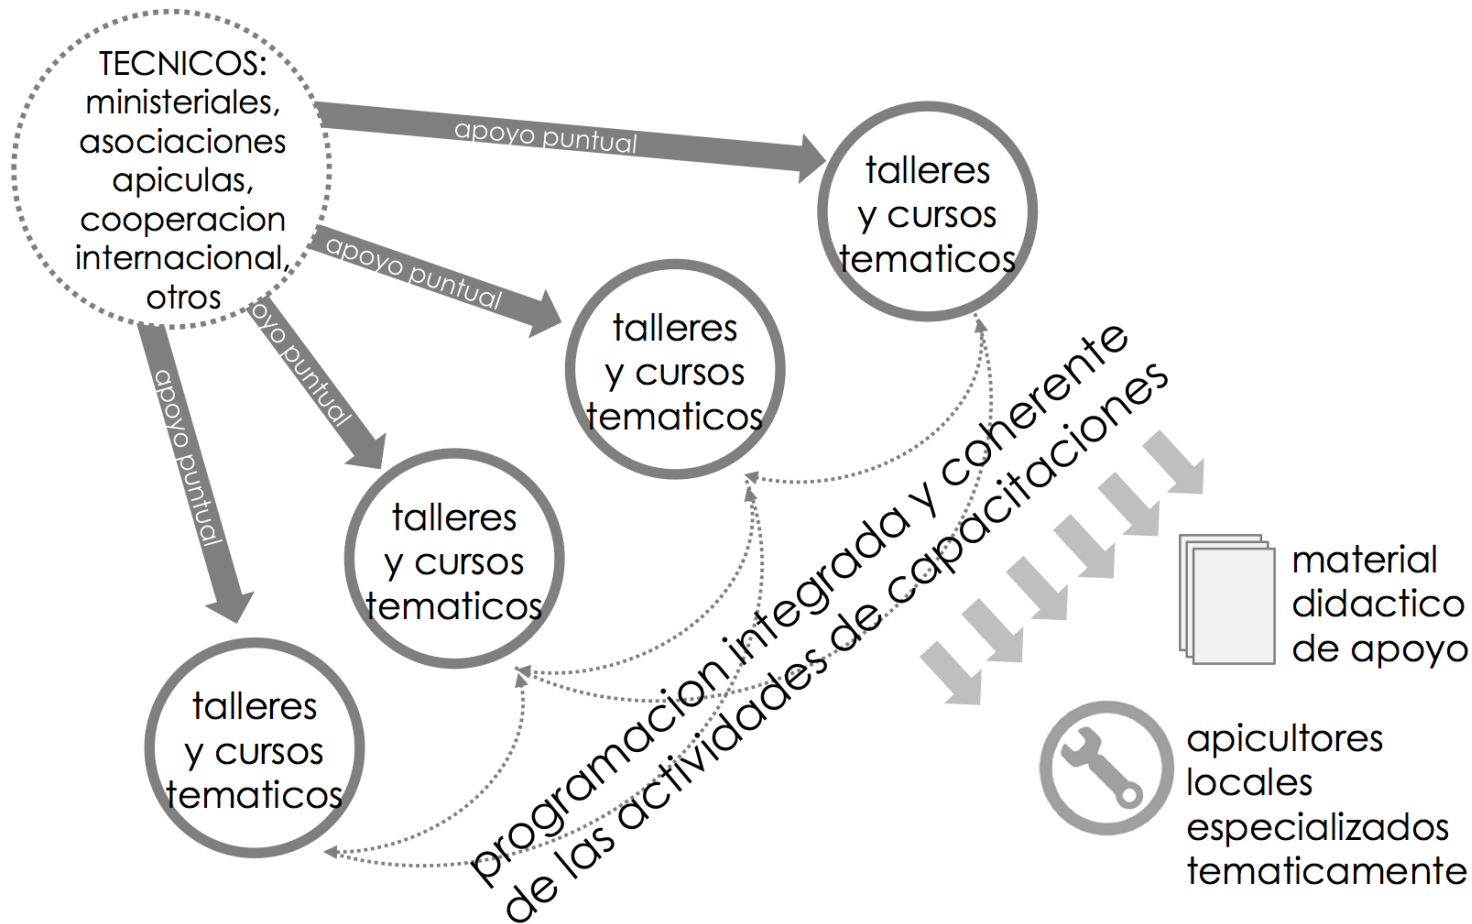 TECNICOS:
ministeriales,
asociaciones
apiculas,
cooperacion
internacional,
otros
apoyo puntual
apoyo puntual
oyo puntual
apoyo puntual
talleres
y cursos
tematicos
talleres
y cursos
tematicos
talleres
y cursos
tematicos
talleres
y cursos
tematicos
programacion integrada y coherente
de las actividades de capacitaciones
material
didactico
de apoyo
apicultores
locales
especializados
tematicamente